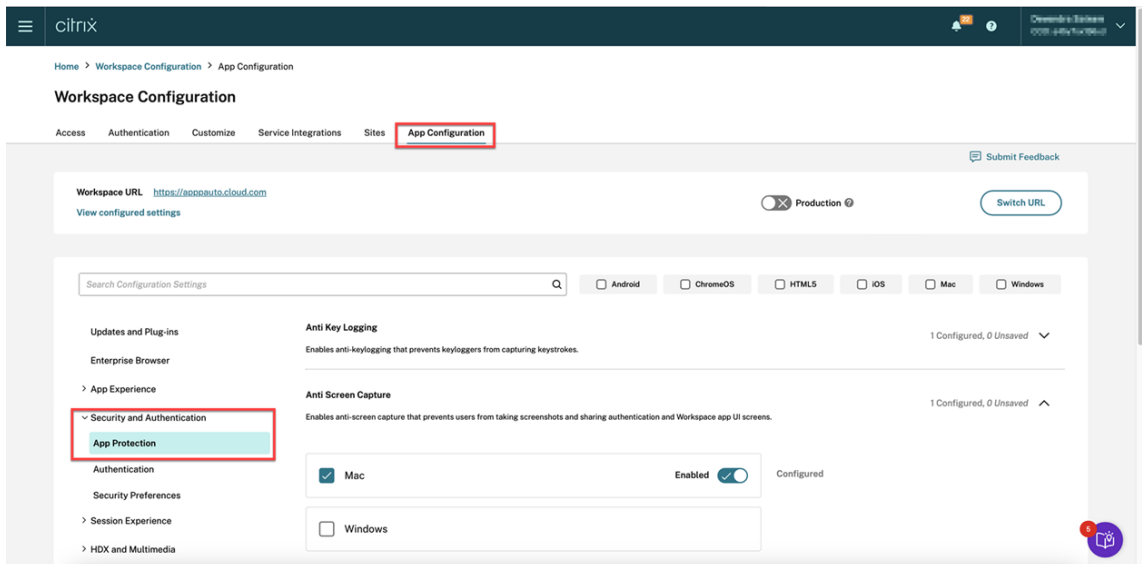 citrix
22
Home > Workspace Configuration > App Configuration
Workspace Configuration
Access Authentication Customize Service Integrations Sites App Configuration
Submit Feedback
Workspace URL https://apppauto.cloud.com
Production
Switch URL
View configured settings
Search Configuration Settings
Android ChromeOS HTML5 iOS Mac Windows
Updates and Plug-ins
Enterprise Browser
App Experience
Security and Authentication
App Protection
Authentication
Security Preferences
Session Experience
HDX and Multimedia
Anti Key Logging
1 Configured, 0 Unsaved
Enables anti-keylogging that prevents keyloggers from capturing keystrokes.
Anti Screen Capture
1 Configured, 0 Unsaved
Enables anti-screen capture that prevents users from taking screenshots and sharing authentication and Workspace app UI screens.
Mac Enabled Configured
Windows
5